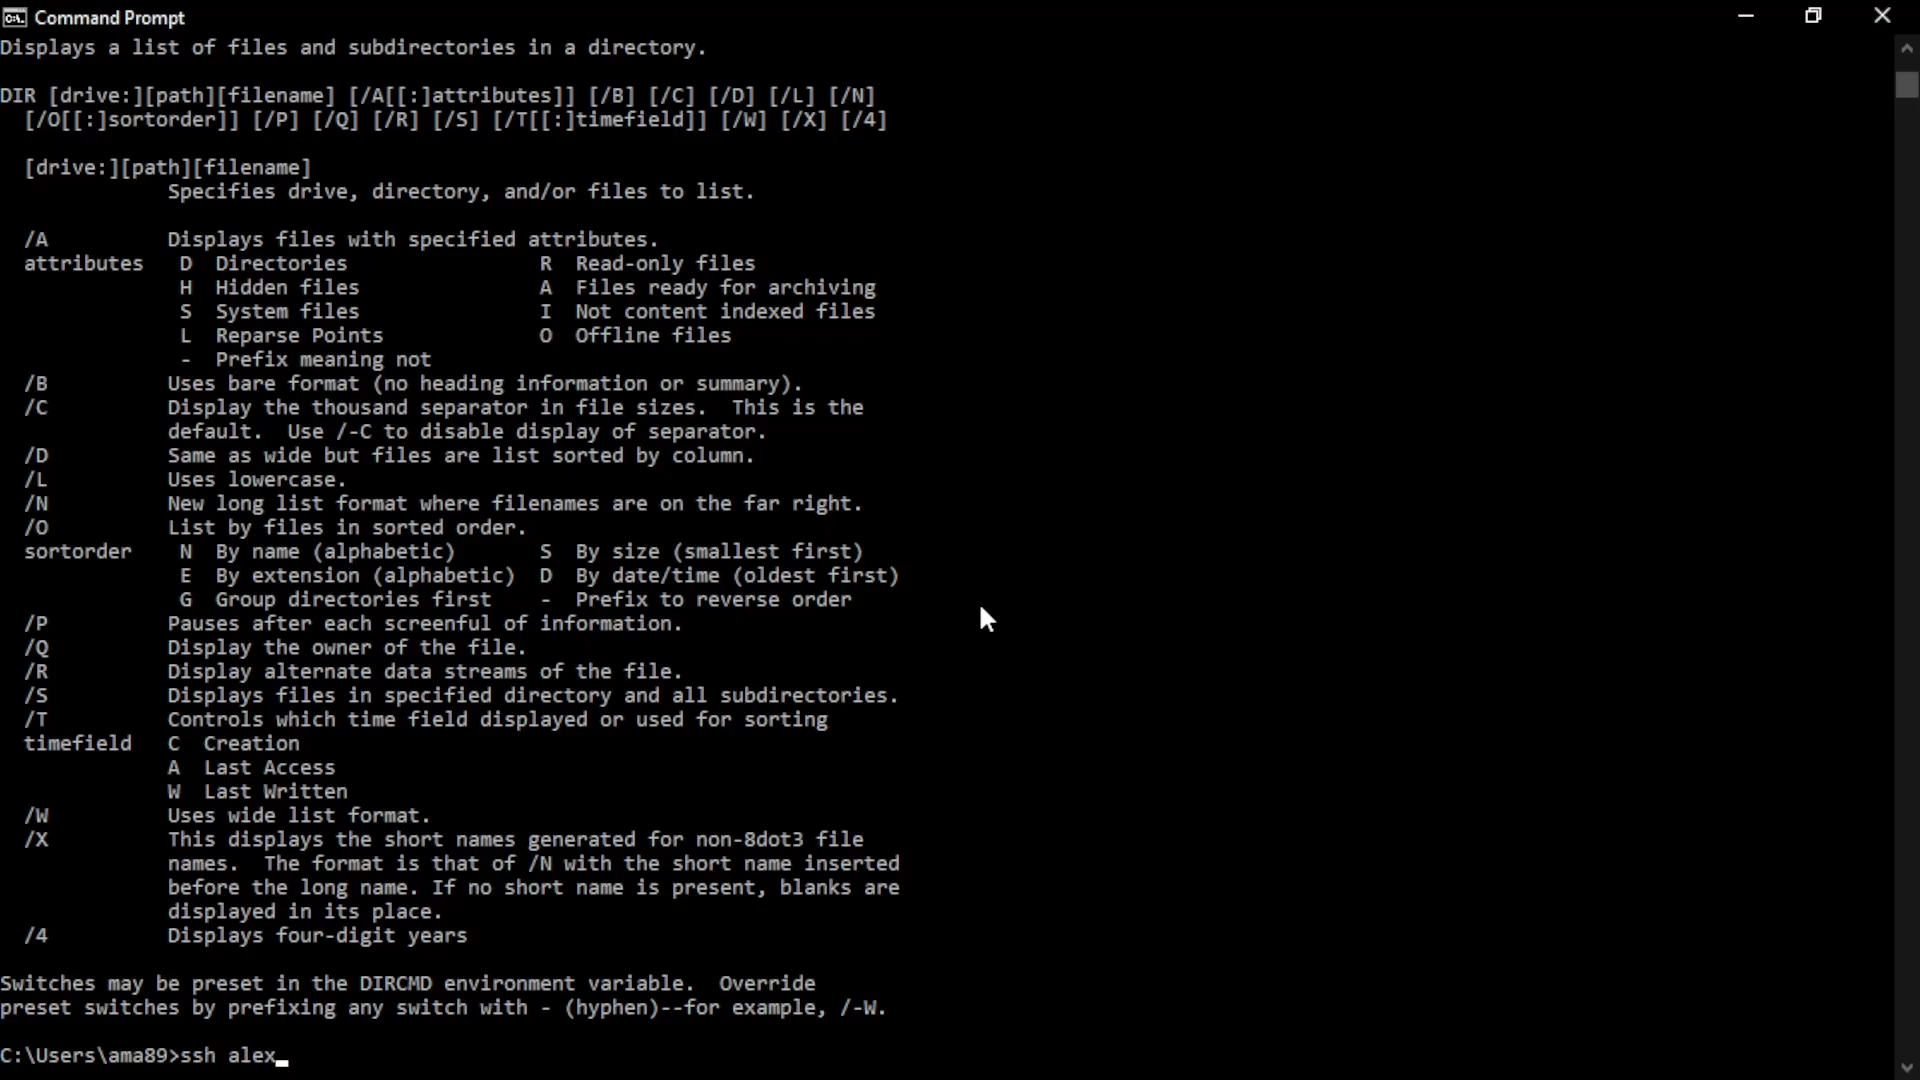 Command Prompt
Displays a list of files and subdirectories in a directory.
DIR [drive:][path][filename] [/A[[:]attributes]] [/B] [/C] [/D] [/L] [/N]
  [/O[[:]sortorder]] [/P] [/Q] [/R] [/S] [/T[[:]timefield]] [/W] [/X] [/4]
  [drive:][path][filename]
              Specifies drive, directory, and/or files to list.
  /A          Displays files with specified attributes.
  attributes   D  Directories                R  Read-only files
               H  Hidden files               A  Files ready for archiving
               S  System files               I  Not content indexed files
               L  Reparse Points             O  Offline files
               -  Prefix meaning not
  /B          Uses bare format (no heading information or summary).
  /C          Display the thousand separator in file sizes.  This is the
              default.  Use /-C to disable display of separator.
  /D          Same as wide but files are list sorted by column.
  /L          Uses lowercase.
  /N          New long list format where filenames are on the far right.
  /O          List by files in sorted order.
  sortorder    N  By name (alphabetic)       S  By size (smallest first)
               E  By extension (alphabetic)  D  By date/time (oldest first)
               G  Group directories first    -  Prefix to reverse order
  /P          Pauses after each screenful of information.
  /Q          Display the owner of the file.
  /R          Display alternate data streams of the file.
  /S          Displays files in specified directory and all subdirectories.
  /T          Controls which time field displayed or used for sorting
  timefield   C  Creation
              A  Last Access
              W  Last Written
  /W          Uses wide list format.
  /X          This displays the short names generated for non-8dot3 file
              names.  The format is that of /N with the short name inserted
              before the long name. If no short name is present, blanks are
              displayed in its place.
  /4          Displays four-digit years
Switches may be preset in the DIRCMD environment variable.  Override
preset switches by prefixing any switch with - (hyphen)--for example, /-W.
C:\Users\ama89>ssh alex